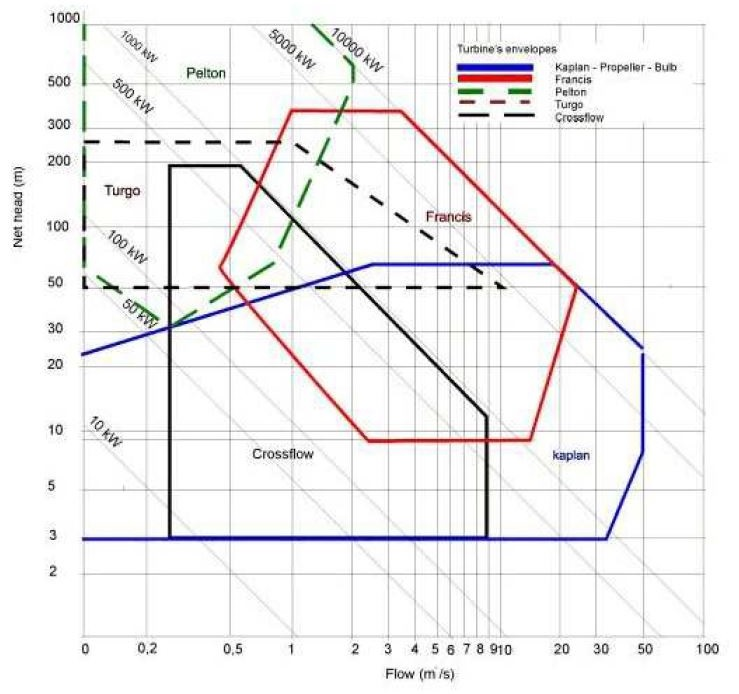 1000
500
300
200
100
50
30
20
10
5
3
2
Net head (m)
1000 kW
500 kW
100 kW
50 kW
10 kW
5000 kW
10000 kW
Pelton
Turgo
Francis
Crossflow
kaplan
Turbine's envelopes
Kaplan - Propeller - Bulb
Francis
Pelton
Turgo
Crossflow
0 0,2 0,5 1 2 3 4 5 6 7 8 910 20 30 50 100
Flow (m³/s)